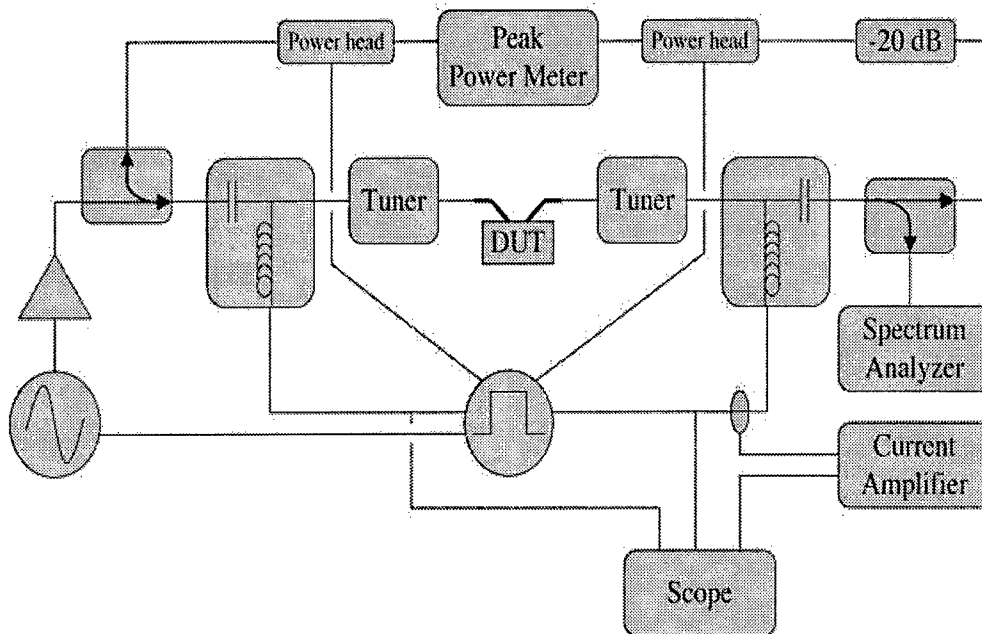 Power head
Peak
Power Meter
Power head
-20 dB
Tuner
DUT
Tuner
Spectrum
Analyzer
Current
Amplifier
Scope